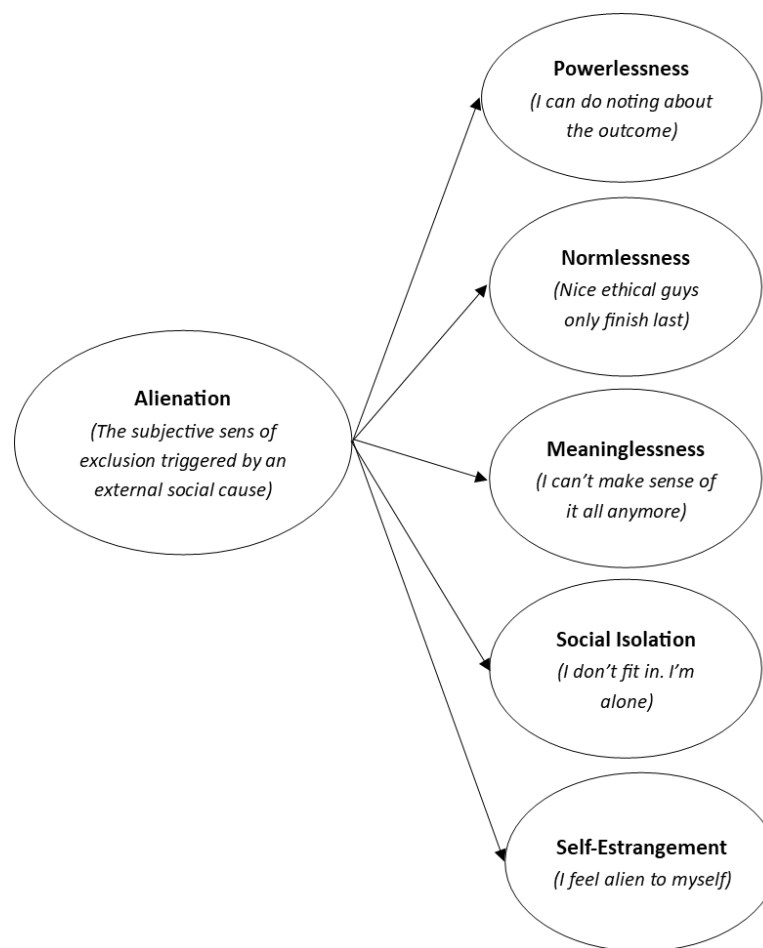 Powerlessness
(I can do noting about
the outcome)
Normlessness
(Nice ethical guys
only finish last)
Alienation
(The subjective sens of
exclusion triggered by an
external social cause)
Meaninglessness
(I can’t make sense of
it all anymore)
Social Isolation
(I don’t fit in. I’m
alone)
Self-Estrangement
(I feel alien to myself)